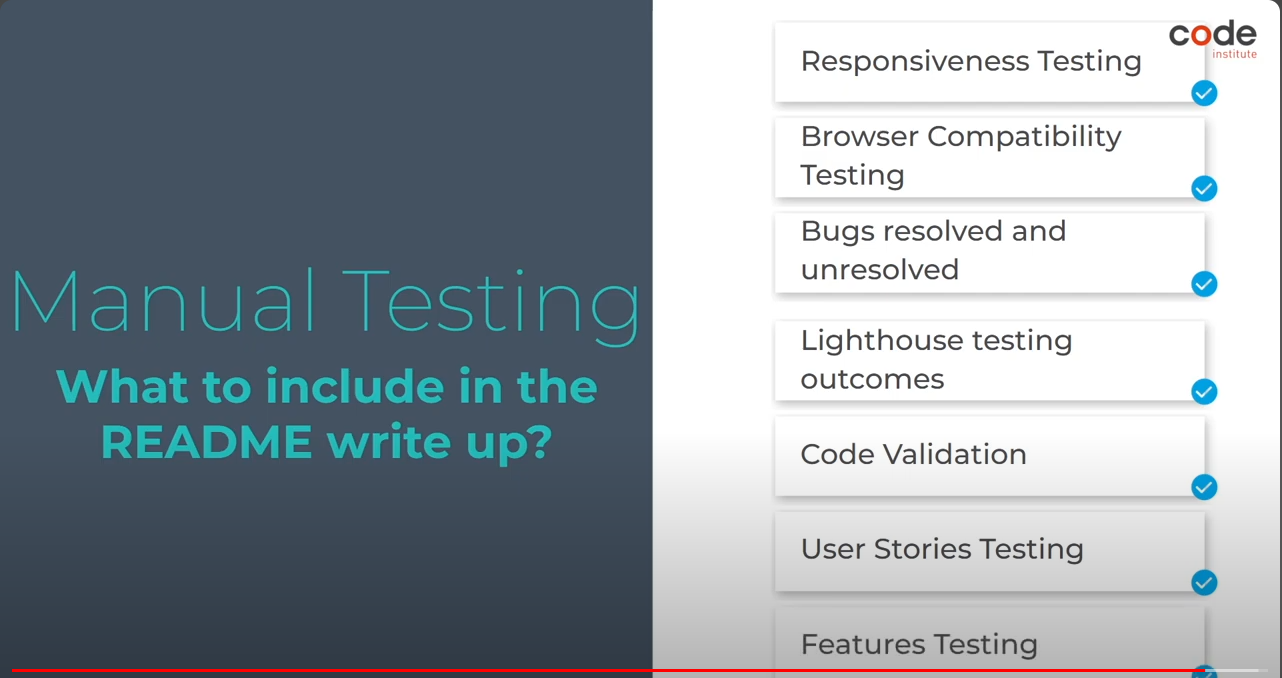 Manual Testing
What to include in the
README write up?
code
institute
Responsiveness Testing
Browser Compatibility
Testing
Bugs resolved and
unresolved
Lighthouse testing
outcomes
Code Validation
User Stories Testing
Features Testing